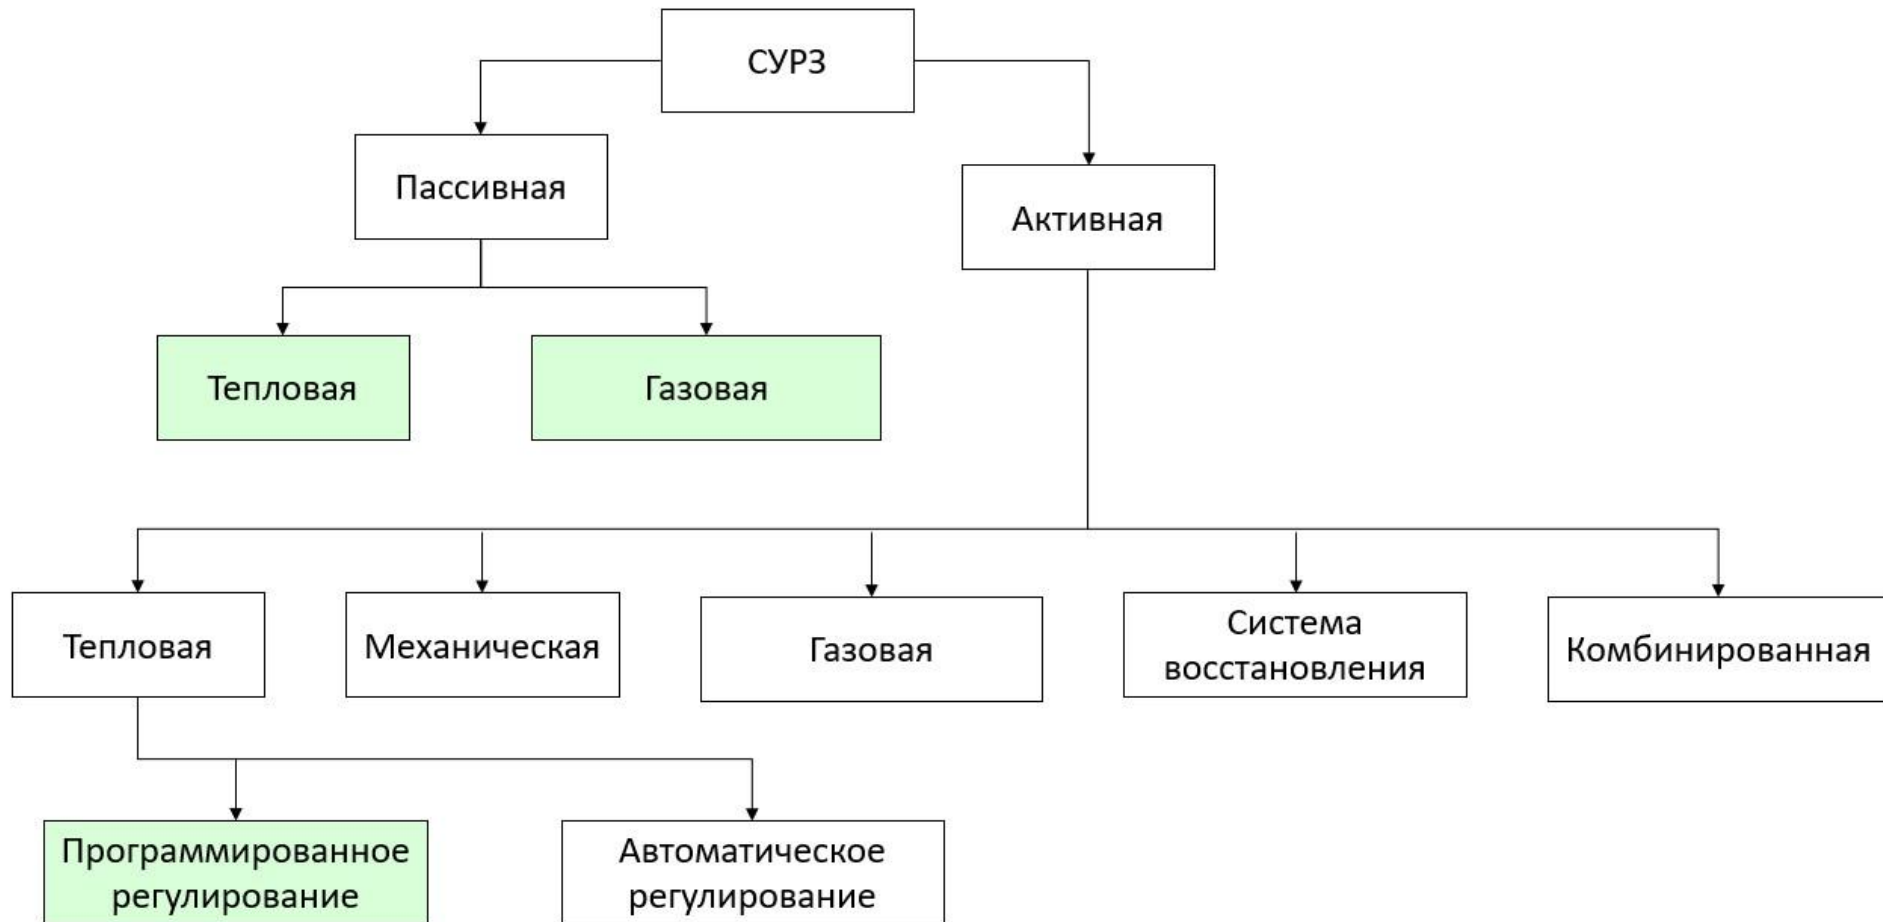 СУРЗ
Пассивная
Активная
Тепловая
Газовая
Тепловая
Механическая
Газовая
Система
восстановления
Комбинированная
Программированное
регулирование
Автоматическое
регулирование